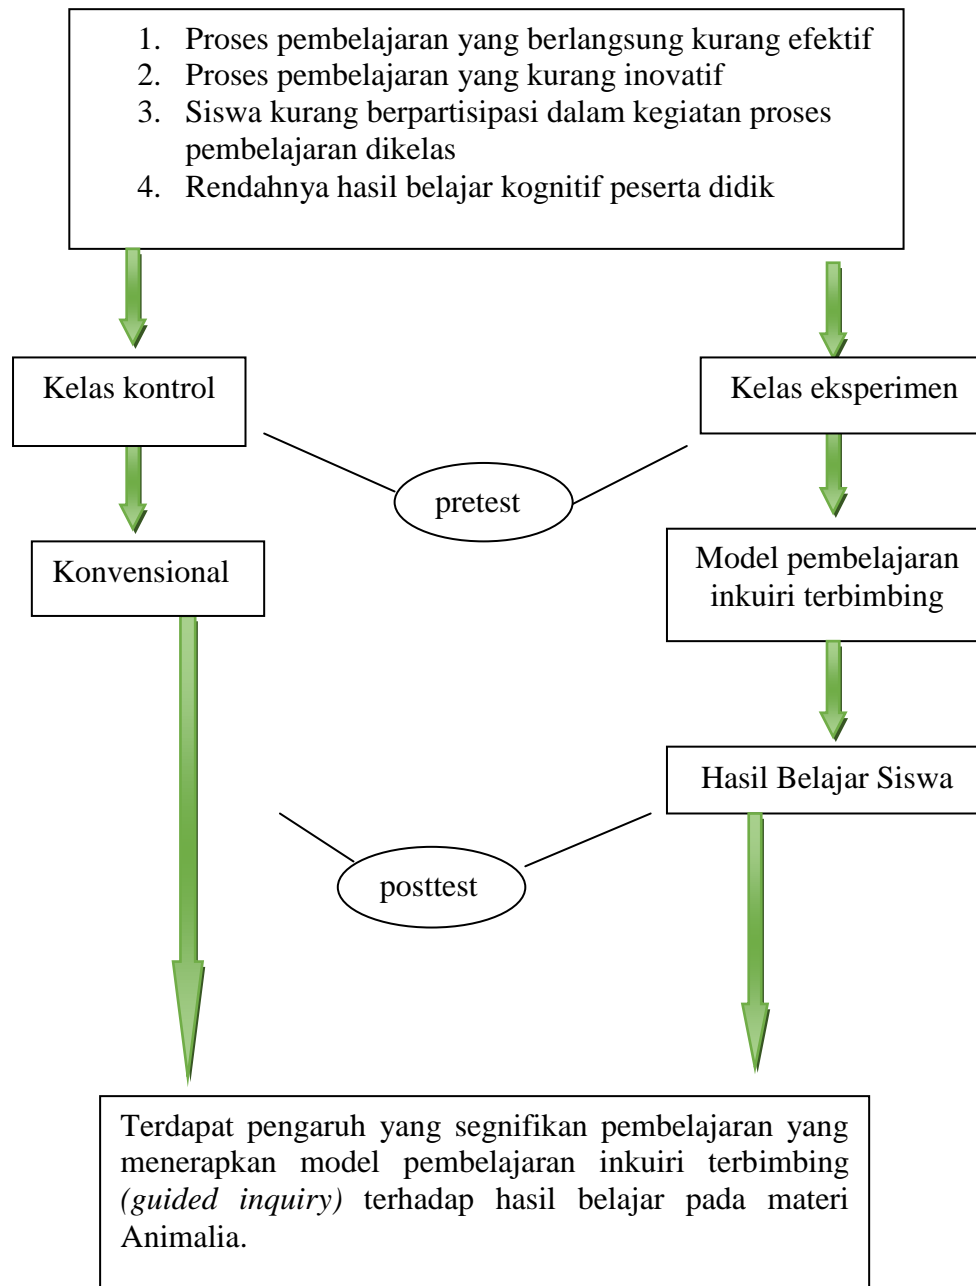 1. Proses pembelajaran yang berlangsung kurang efektif
2. Proses pembelajaran yang kurang inovatif
3. Siswa kurang berpartisipasi dalam kegiatan proses
pembelajaran dikelas
4. Rendahnya hasil belajar kognitif peserta didik
Kelas kontrol
Kelas eksperimen
pretest
Konvensional
Model pembelajaran
inkuiri terbimbing
Hasil Belajar Siswa
posttest
Terdapat pengaruh yang segnifikan pembelajaran yang
menerapkan model pembelajaran inkuiri terbimbing
(guided inquiry) terhadap hasil belajar pada materi
Animalia.